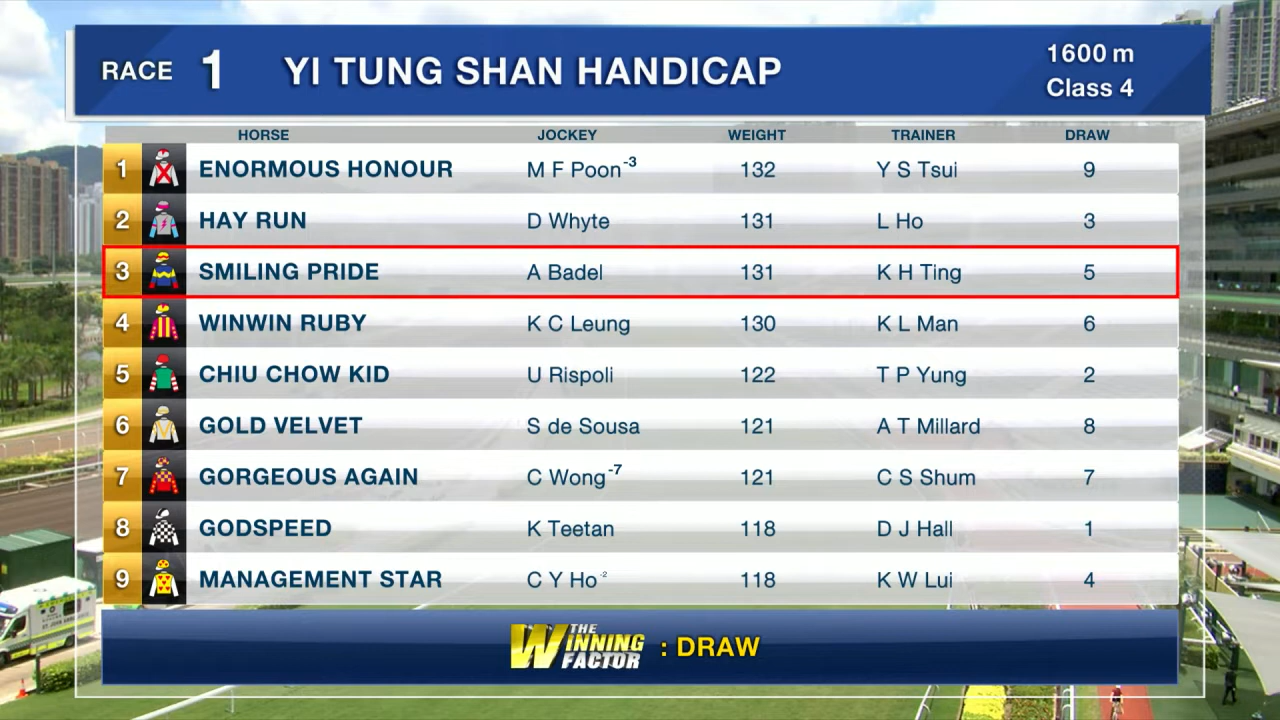 RACE 1 YI TUNG SHAN HANDICAP 1600 m
Class 4
HORSE JOCKEY WEIGHT TRAINER DRAW
1 ENORMOUS HONOUR M F Poon-3 132 Y S Tsui 9
2 HAY RUN D Whyte 131 L Ho 3
3 SMILING PRIDE A Badel 131 K H Ting 5
4 WINWIN RUBY K C Leung 130 K L Man 6
5 CHIU CHOW KID U Rispoli 122 T P Yung 2
6 GOLD VELVET S de Sousa 121 A T Millard 8
7 GORGEOUS AGAIN C Wong-7 121 C S Shum 7
8 GODSPEED K Teetan 118 D J Hall 1
9 MANAGEMENT STAR C Y Ho-2 118 K W Lui 4
THE WINNING FACTOR : DRAW